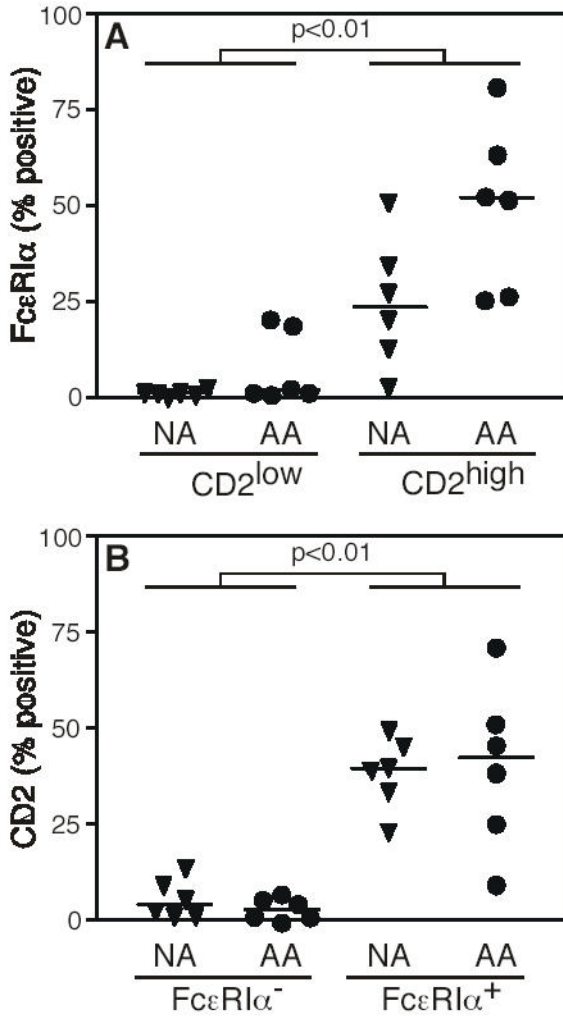 A
p<0.01
FcεRIα (% positive)
100
75
50
25
0
NA AA NA AA
CD2low CD2high
B
p<0.01
CD2 (% positive)
100
75
50
25
0
NA AA NA AA
FcεRIα- FcεRIα+